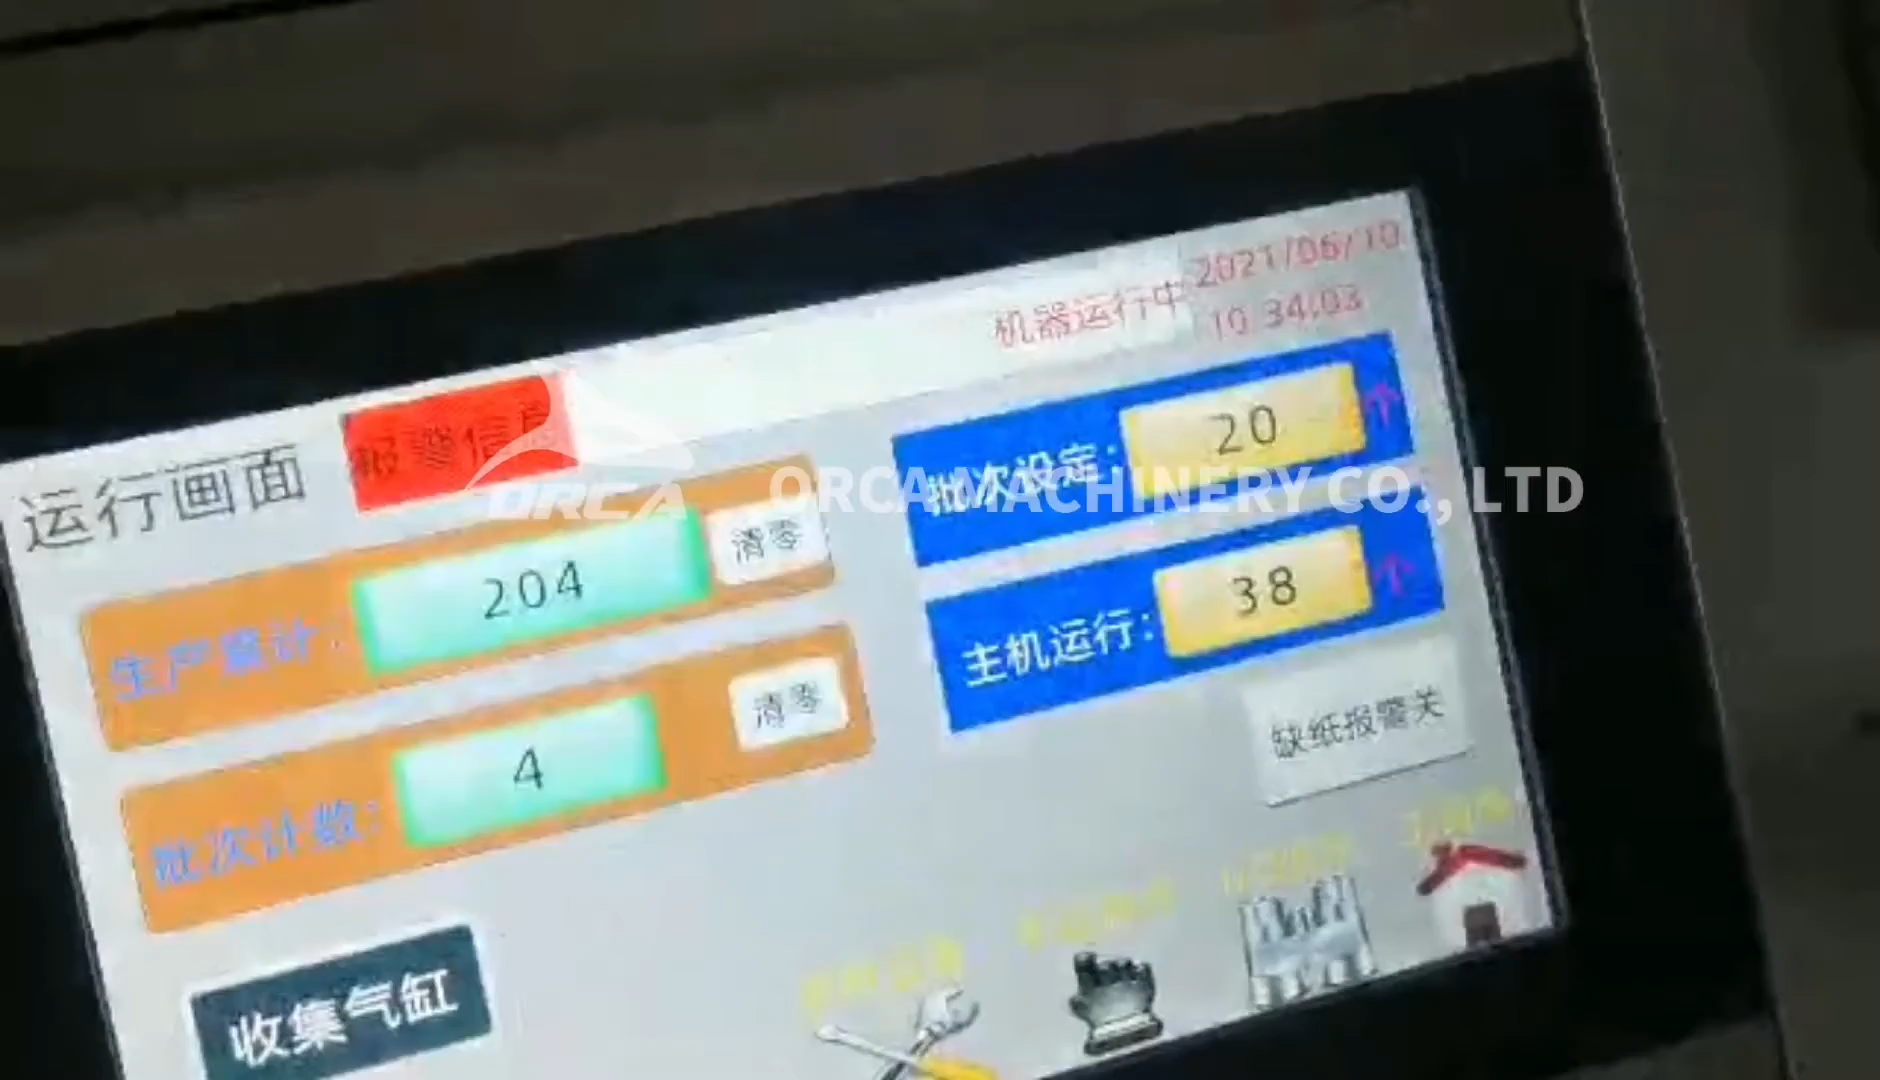 2021/06/10
机器运行中
10:34:03
运行画面
报警信息
ORCA
ORCA MACHINERY CO., LTD
批次设定:
20
生产累计:
204
清零
主机运行:
38
批次计数:
4
清零
缺纸报警关
收集气缸